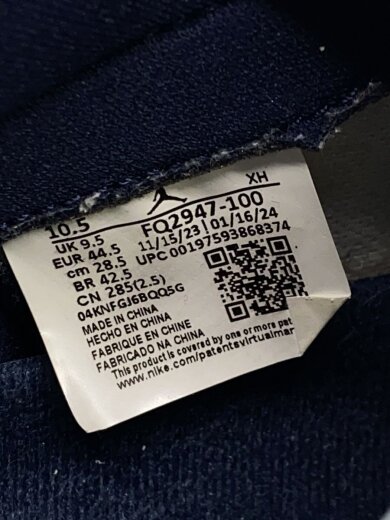 10.5 XH
UK 9.5 FQ2947-100
EUR 44.5 11/15/23 01/16/24
cm 28.5 UPC 00197593868374
BR 42.5
CN 285(2.5)
04KNFGJ6BQQ5G
MADE IN CHINA
HECHO EN CHINA
FABRIQUE EN CHINE
FABRICADO NA CHINA
This product is covered by one or more pat
www.nike.com/patentsvirtualmar